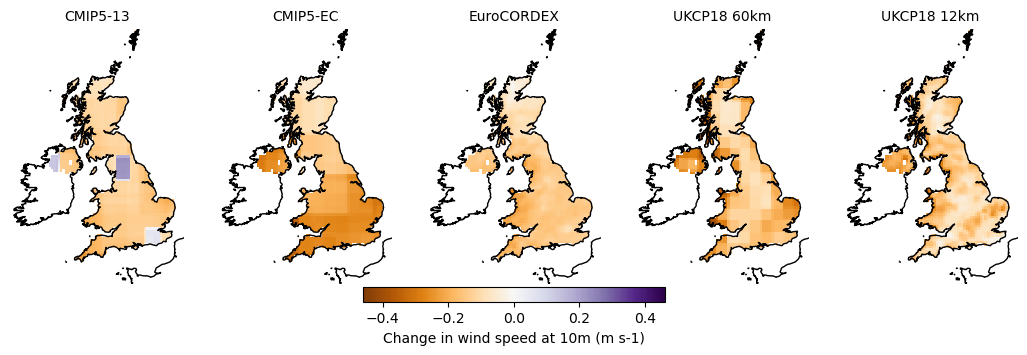 CMIP5-13 CMIP5-EC EuroCORDEX UKCP18 60km UKCP18 12km
−0.4 −0.2 0.0 0.2 0.4
Change in wind speed at 10m (m s-1)